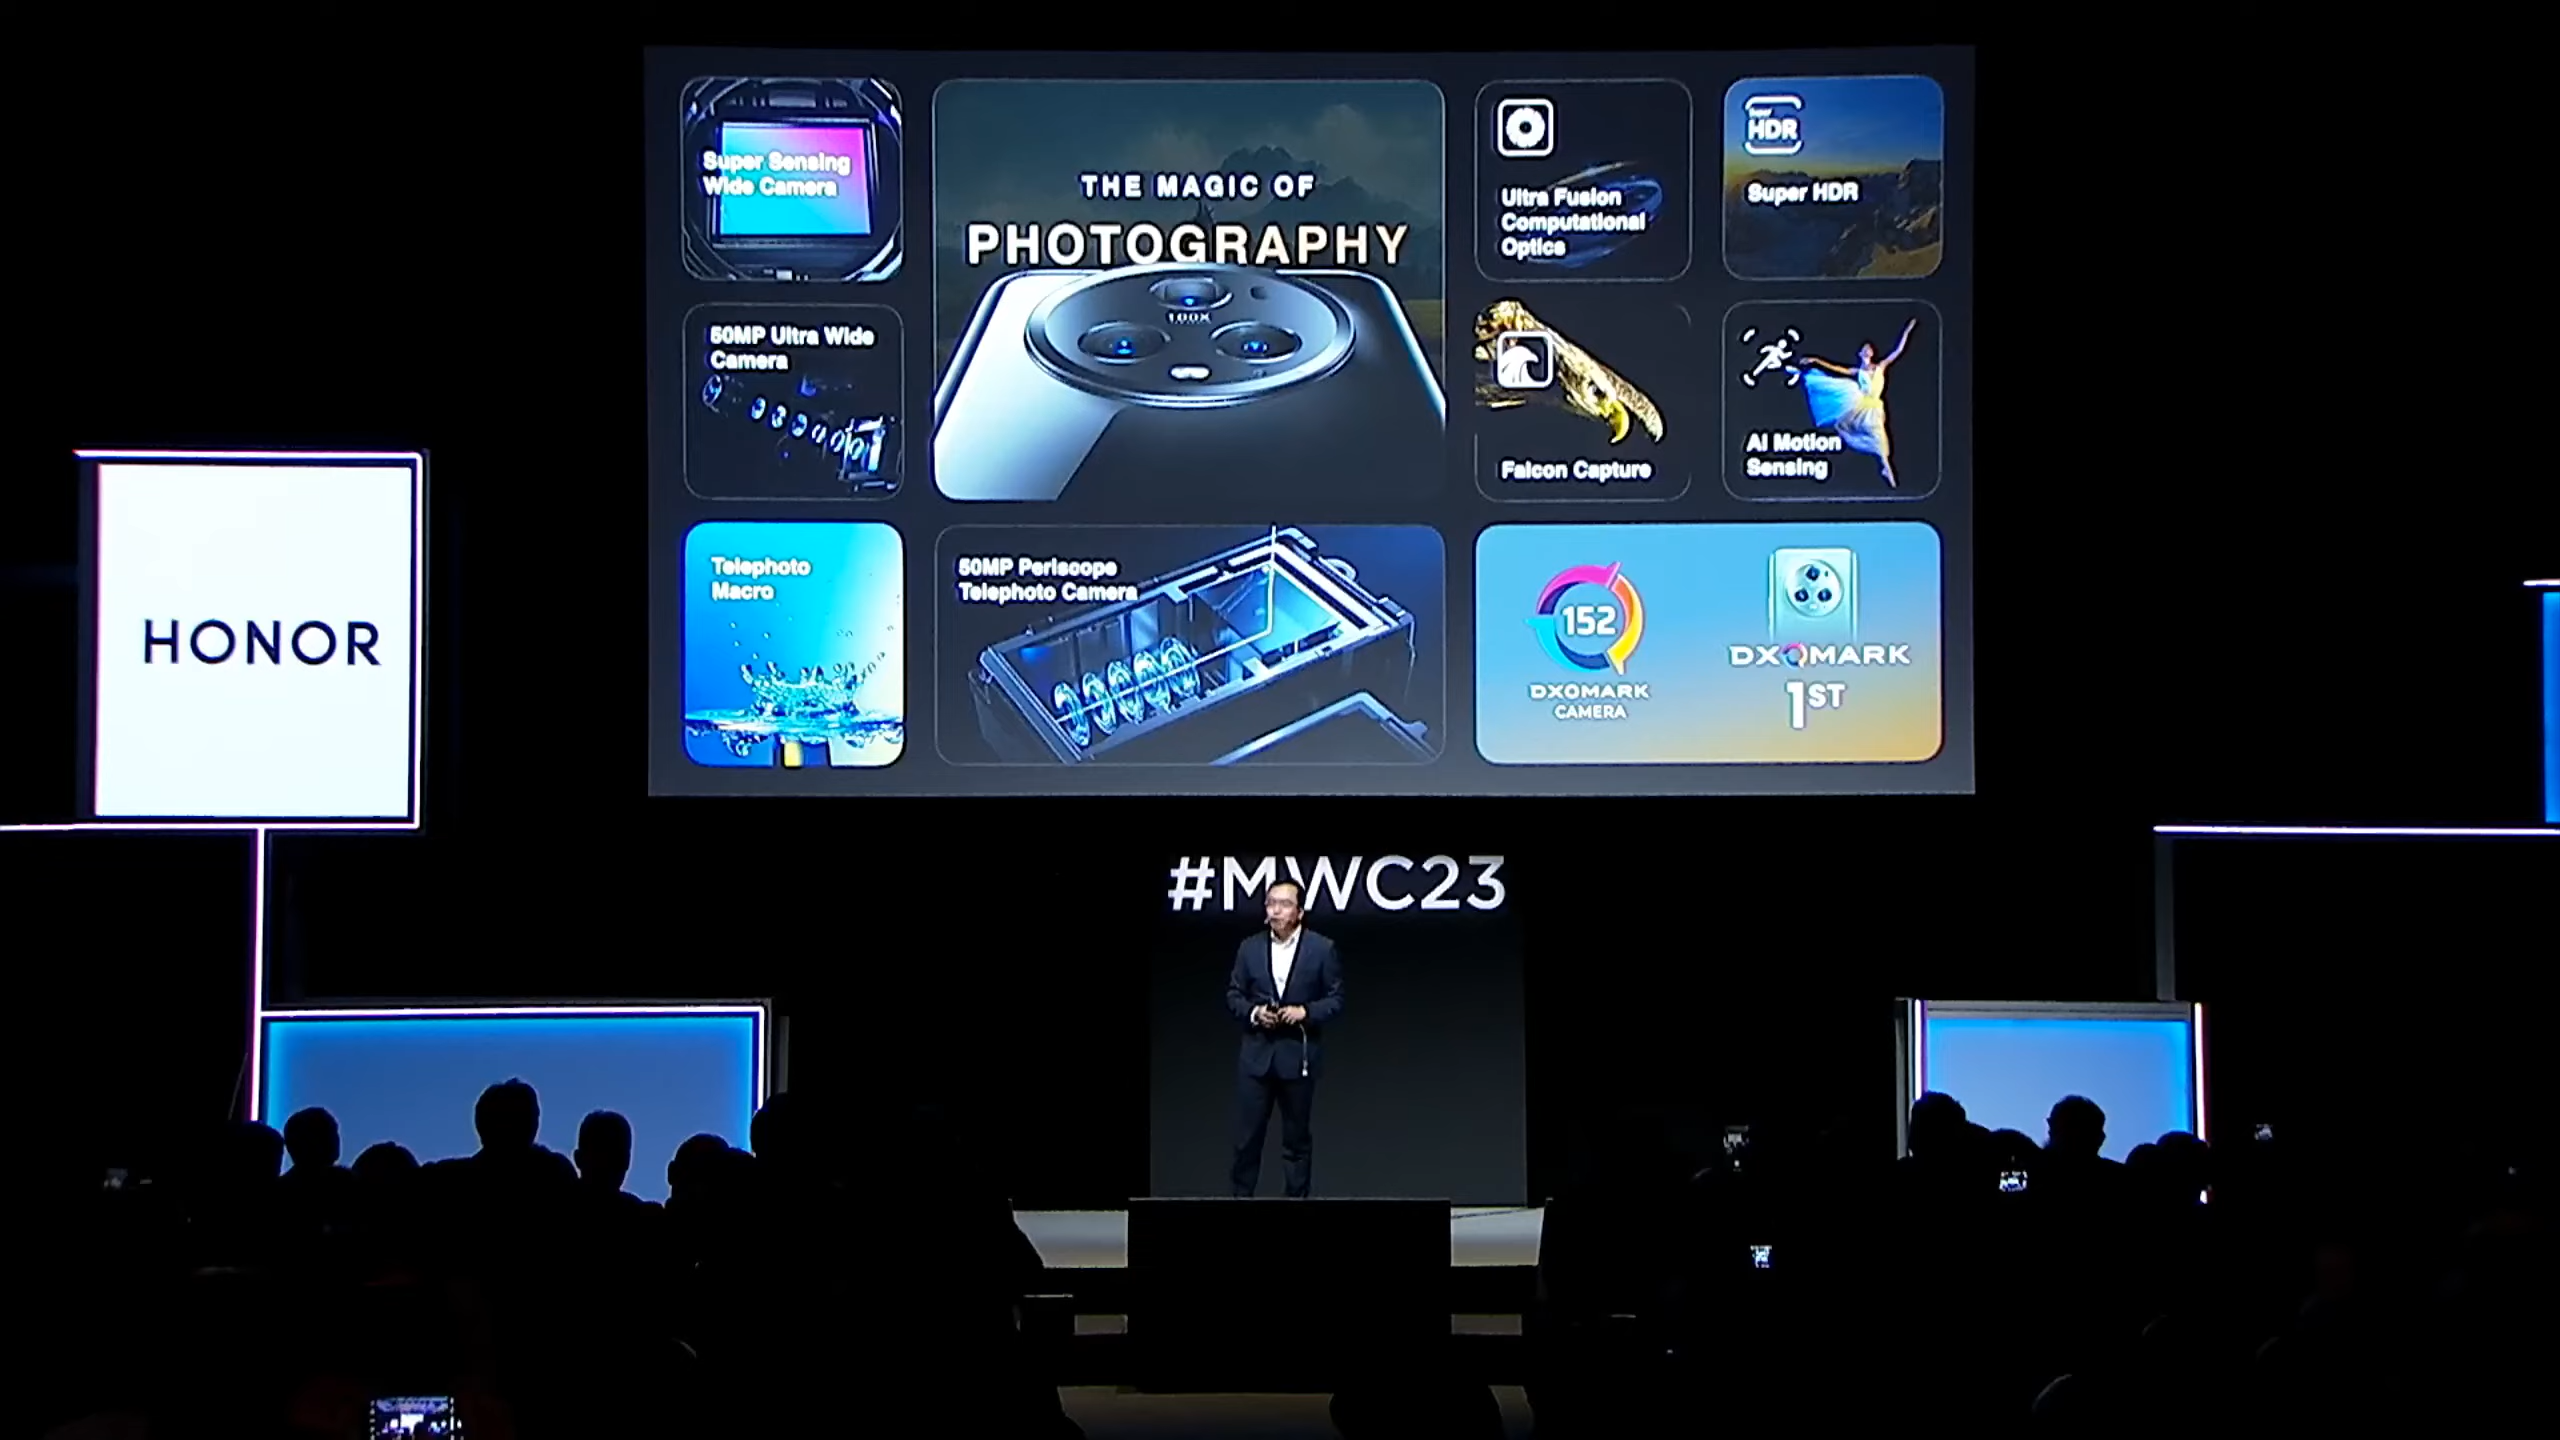 Super Sensing
Wide Camera
THE MAGIC OF
PHOTOGRAPHY
100X
Ultra Fusion
Computational
Optics
Super
HDR
Super HDR
50MP Ultra Wide
Camera
Falcon Capture
AI Motion
Sensing
Telephoto
Macro
50MP Periscope
Telephoto Camera
152
DXOMARK
CAMERA
DXOMARK
1ST
HONOR
#MWC23